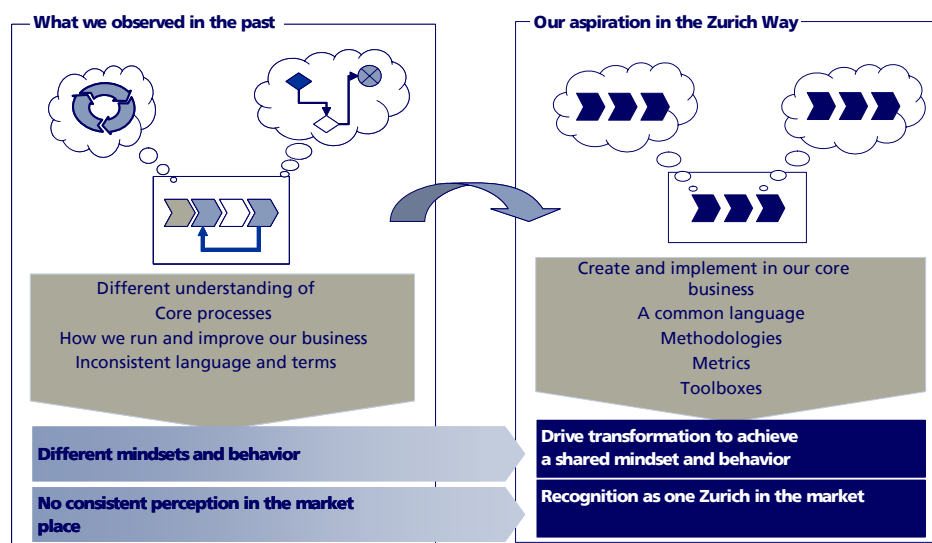 What we observed in the past
Different understanding of
Core processes
How we run and improve our business
Inconsistent language and terms
Different mindsets and behavior
No consistent perception in the market
place
Our aspiration in the Zurich Way
Create and implement in our core
business
A common language
Methodologies
Metrics
Toolboxes
Drive transformation to achieve
a shared mindset and behavior
Recognition as one Zurich in the market